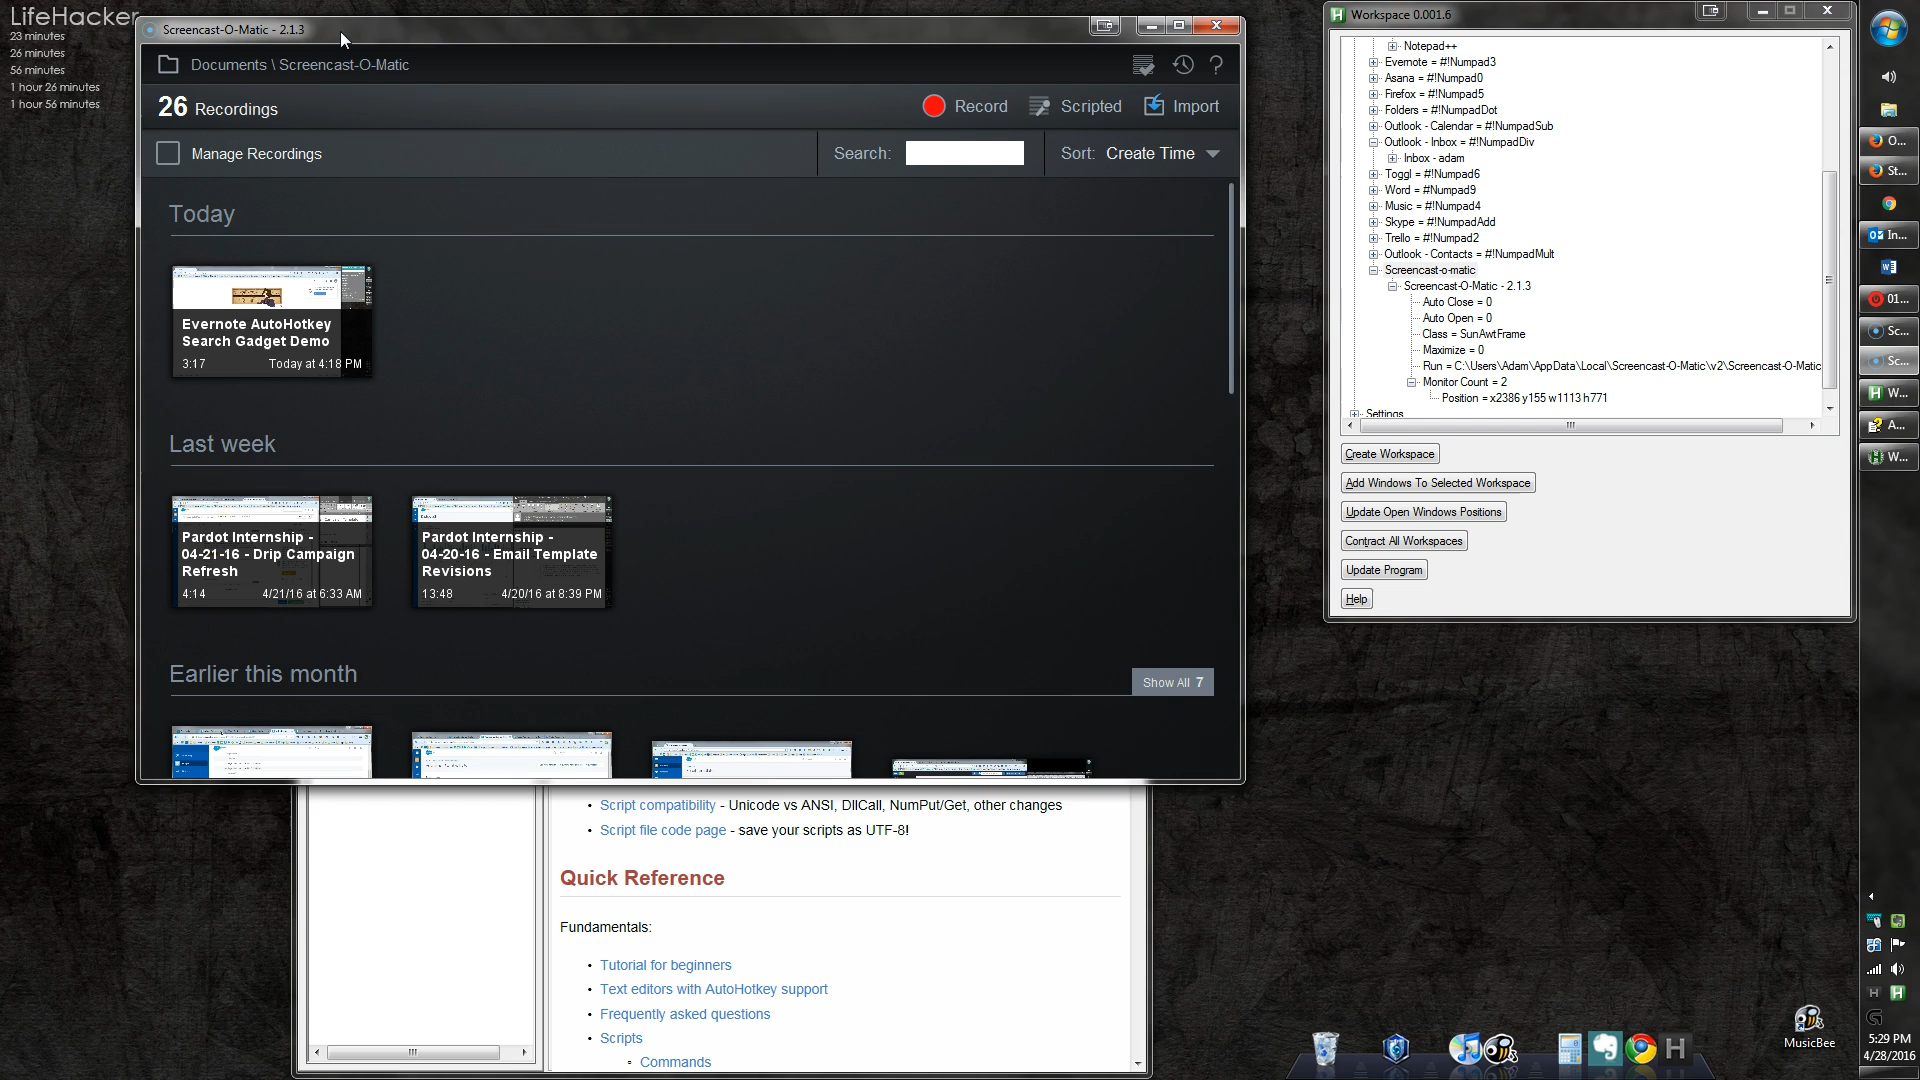 LifeHacker
23 minutes
26 minutes
56 minutes
1 hour 26 minutes
1 hour 56 minutes
Screencast-O-Matic - 2.1.3
Documents \ Screencast-O-Matic
?
26 Recordings
Record
Scripted
Import
Manage Recordings
Search:
Sort: Create Time
Today
Evernote AutoHotkey
Search Gadget Demo
3:17 Today at 4:18 PM
Last week
Pardot Internship -
04-21-16 - Drip Campaign
Refresh
4:14 4/21/16 at 6:33 AM
Pardot Internship -
04-20-16 - Email Template
Revisions
13:48 4/20/16 at 8:39 PM
Earlier this month
Show All 7
• Script compatibility - Unicode vs ANSI, DllCall, NumPut/Get, other changes
• Script file code page - save your scripts as UTF-8!
Quick Reference
Fundamentals:
• Tutorial for beginners
• Text editors with AutoHotkey support
• Frequently asked questions
• Scripts
◦ Commands
Workspace 0.001.6
Notepad++
Evernote = #!Numpad3
Asana = #!Numpad0
Firefox = #!Numpad5
Folders = #!NumpadDot
Outlook - Calendar = #!NumpadSub
Outlook - Inbox = #!NumpadDiv
Inbox - adam
Toggl = #!Numpad6
Word = #!Numpad9
Music = #!Numpad4
Skype = #!NumpadAdd
Trello = #!Numpad2
Outlook - Contacts = #!NumpadMult
Screencast-o-matic
Screencast-O-Matic - 2.1.3
Auto Close = 0
Auto Open = 0
Class = SunAwtFrame
Maximize = 0
Run = C:\Users\Adam\AppData\Local\Screencast-O-Matic\v2\Screencast-O-Matic
Monitor Count = 2
Position = x2386 y155 w1113 h771
Settings
Create Workspace
Add Windows To Selected Workspace
Update Open Windows Positions
Contract All Workspaces
Update Program
Help
O...
St...
In...
01...
Sc...
Sc...
W...
A...
W...
MusicBee
5:29 PM
4/28/2016